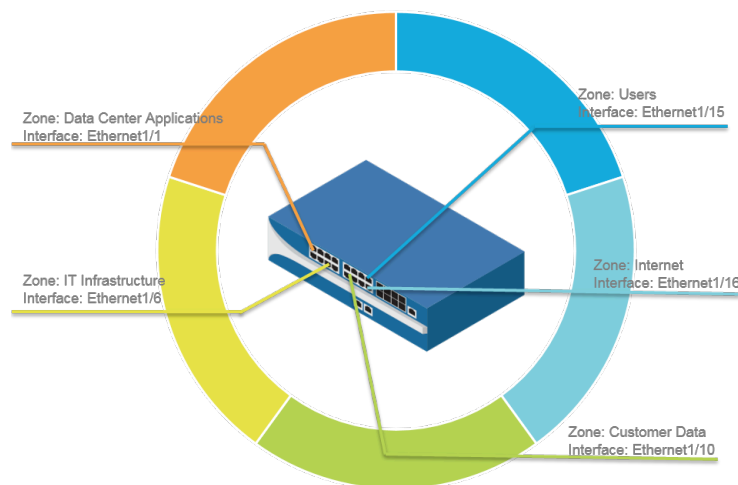 Zone: Data Center Applications
Interface: Ethernet1/1
Zone: Users
Interface: Ethernet1/15
Zone: IT Infrastructure
Interface: Ethernet1/6
Zone: Internet
Interface: Ethernet1/16
Zone: Customer Data
Interface: Ethernet1/10